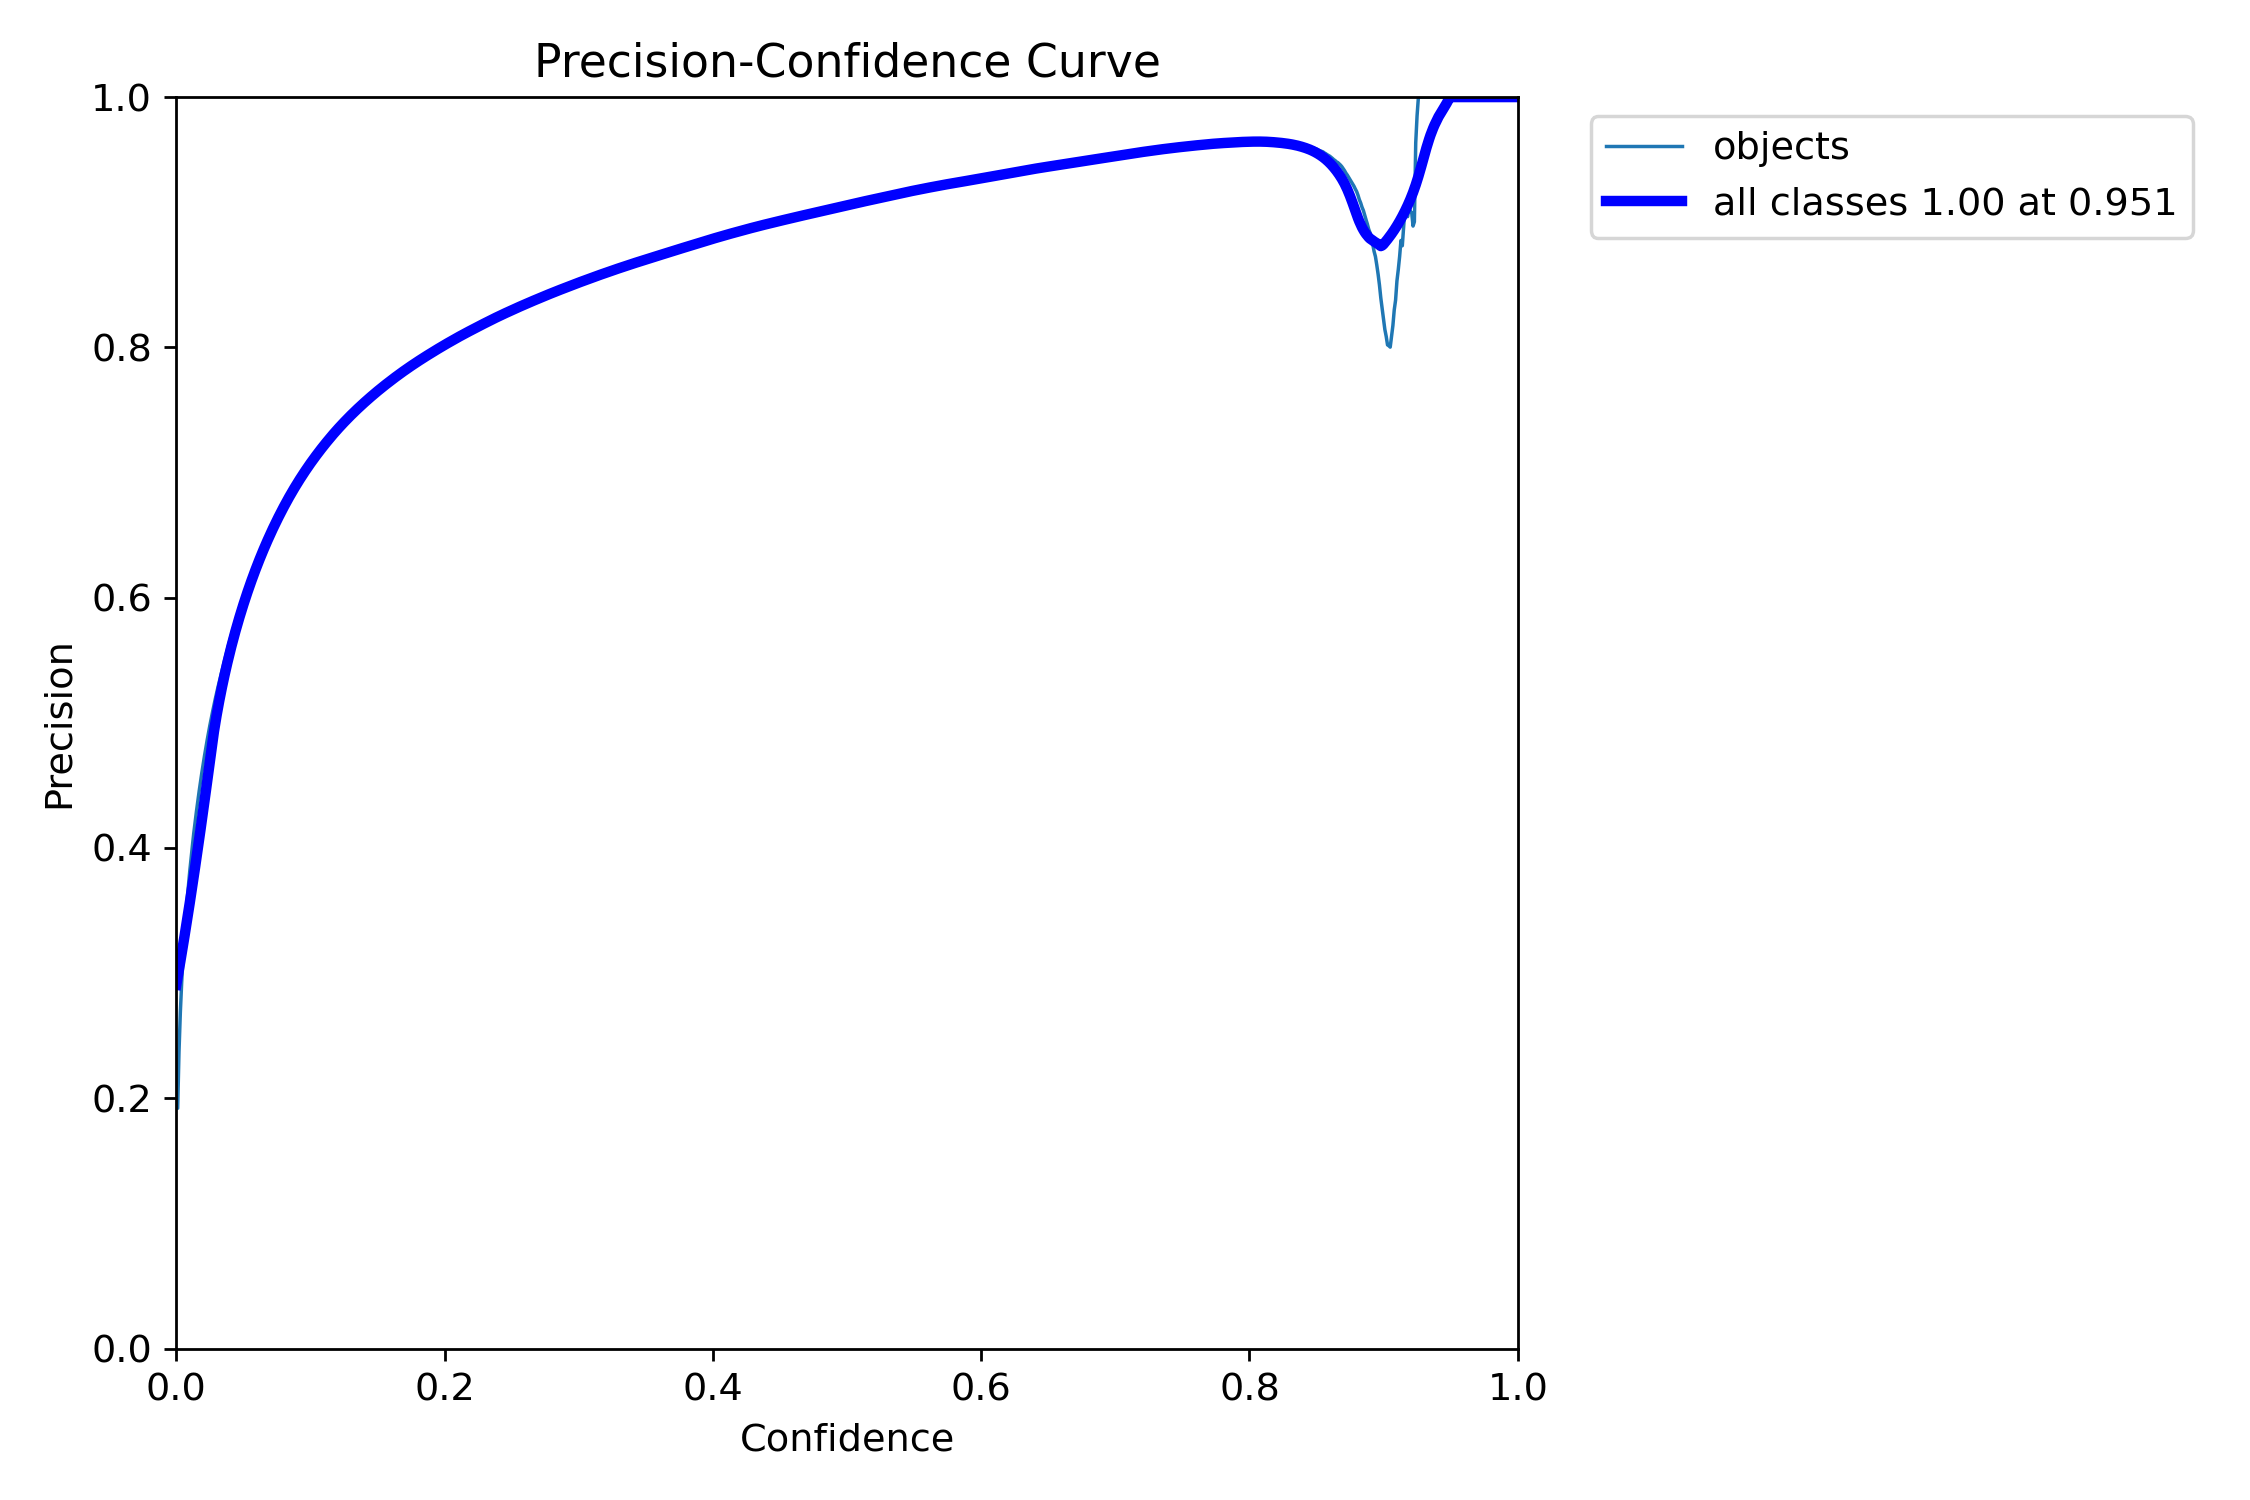 Precision-Confidence Curve
1.0
0.8
0.6
0.4
0.2
0.0
Precision
0.0 0.2 0.4 0.6 0.8 1.0
Confidence
objects
all classes 1.00 at 0.951